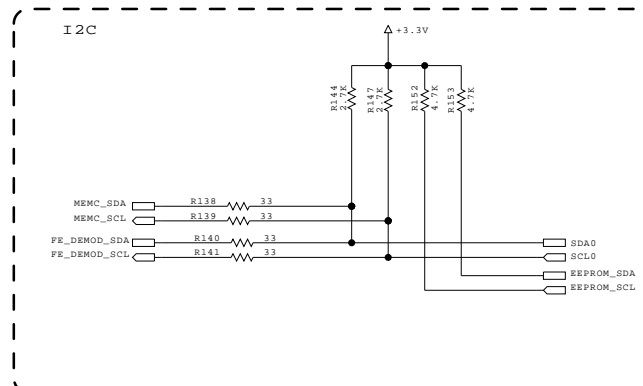 I2C
+3.3V
R144
2.7K
R147
2.7K
R152
4.7K
R153
4.7K
MEMC_SDA R138 33
MEMC_SCL R139 33
FE_DEMOD_SDA R140 33
SDA0
FE_DEMOD_SCL R141 33
SCL0
EEPROM_SDA
EEPROM_SCL